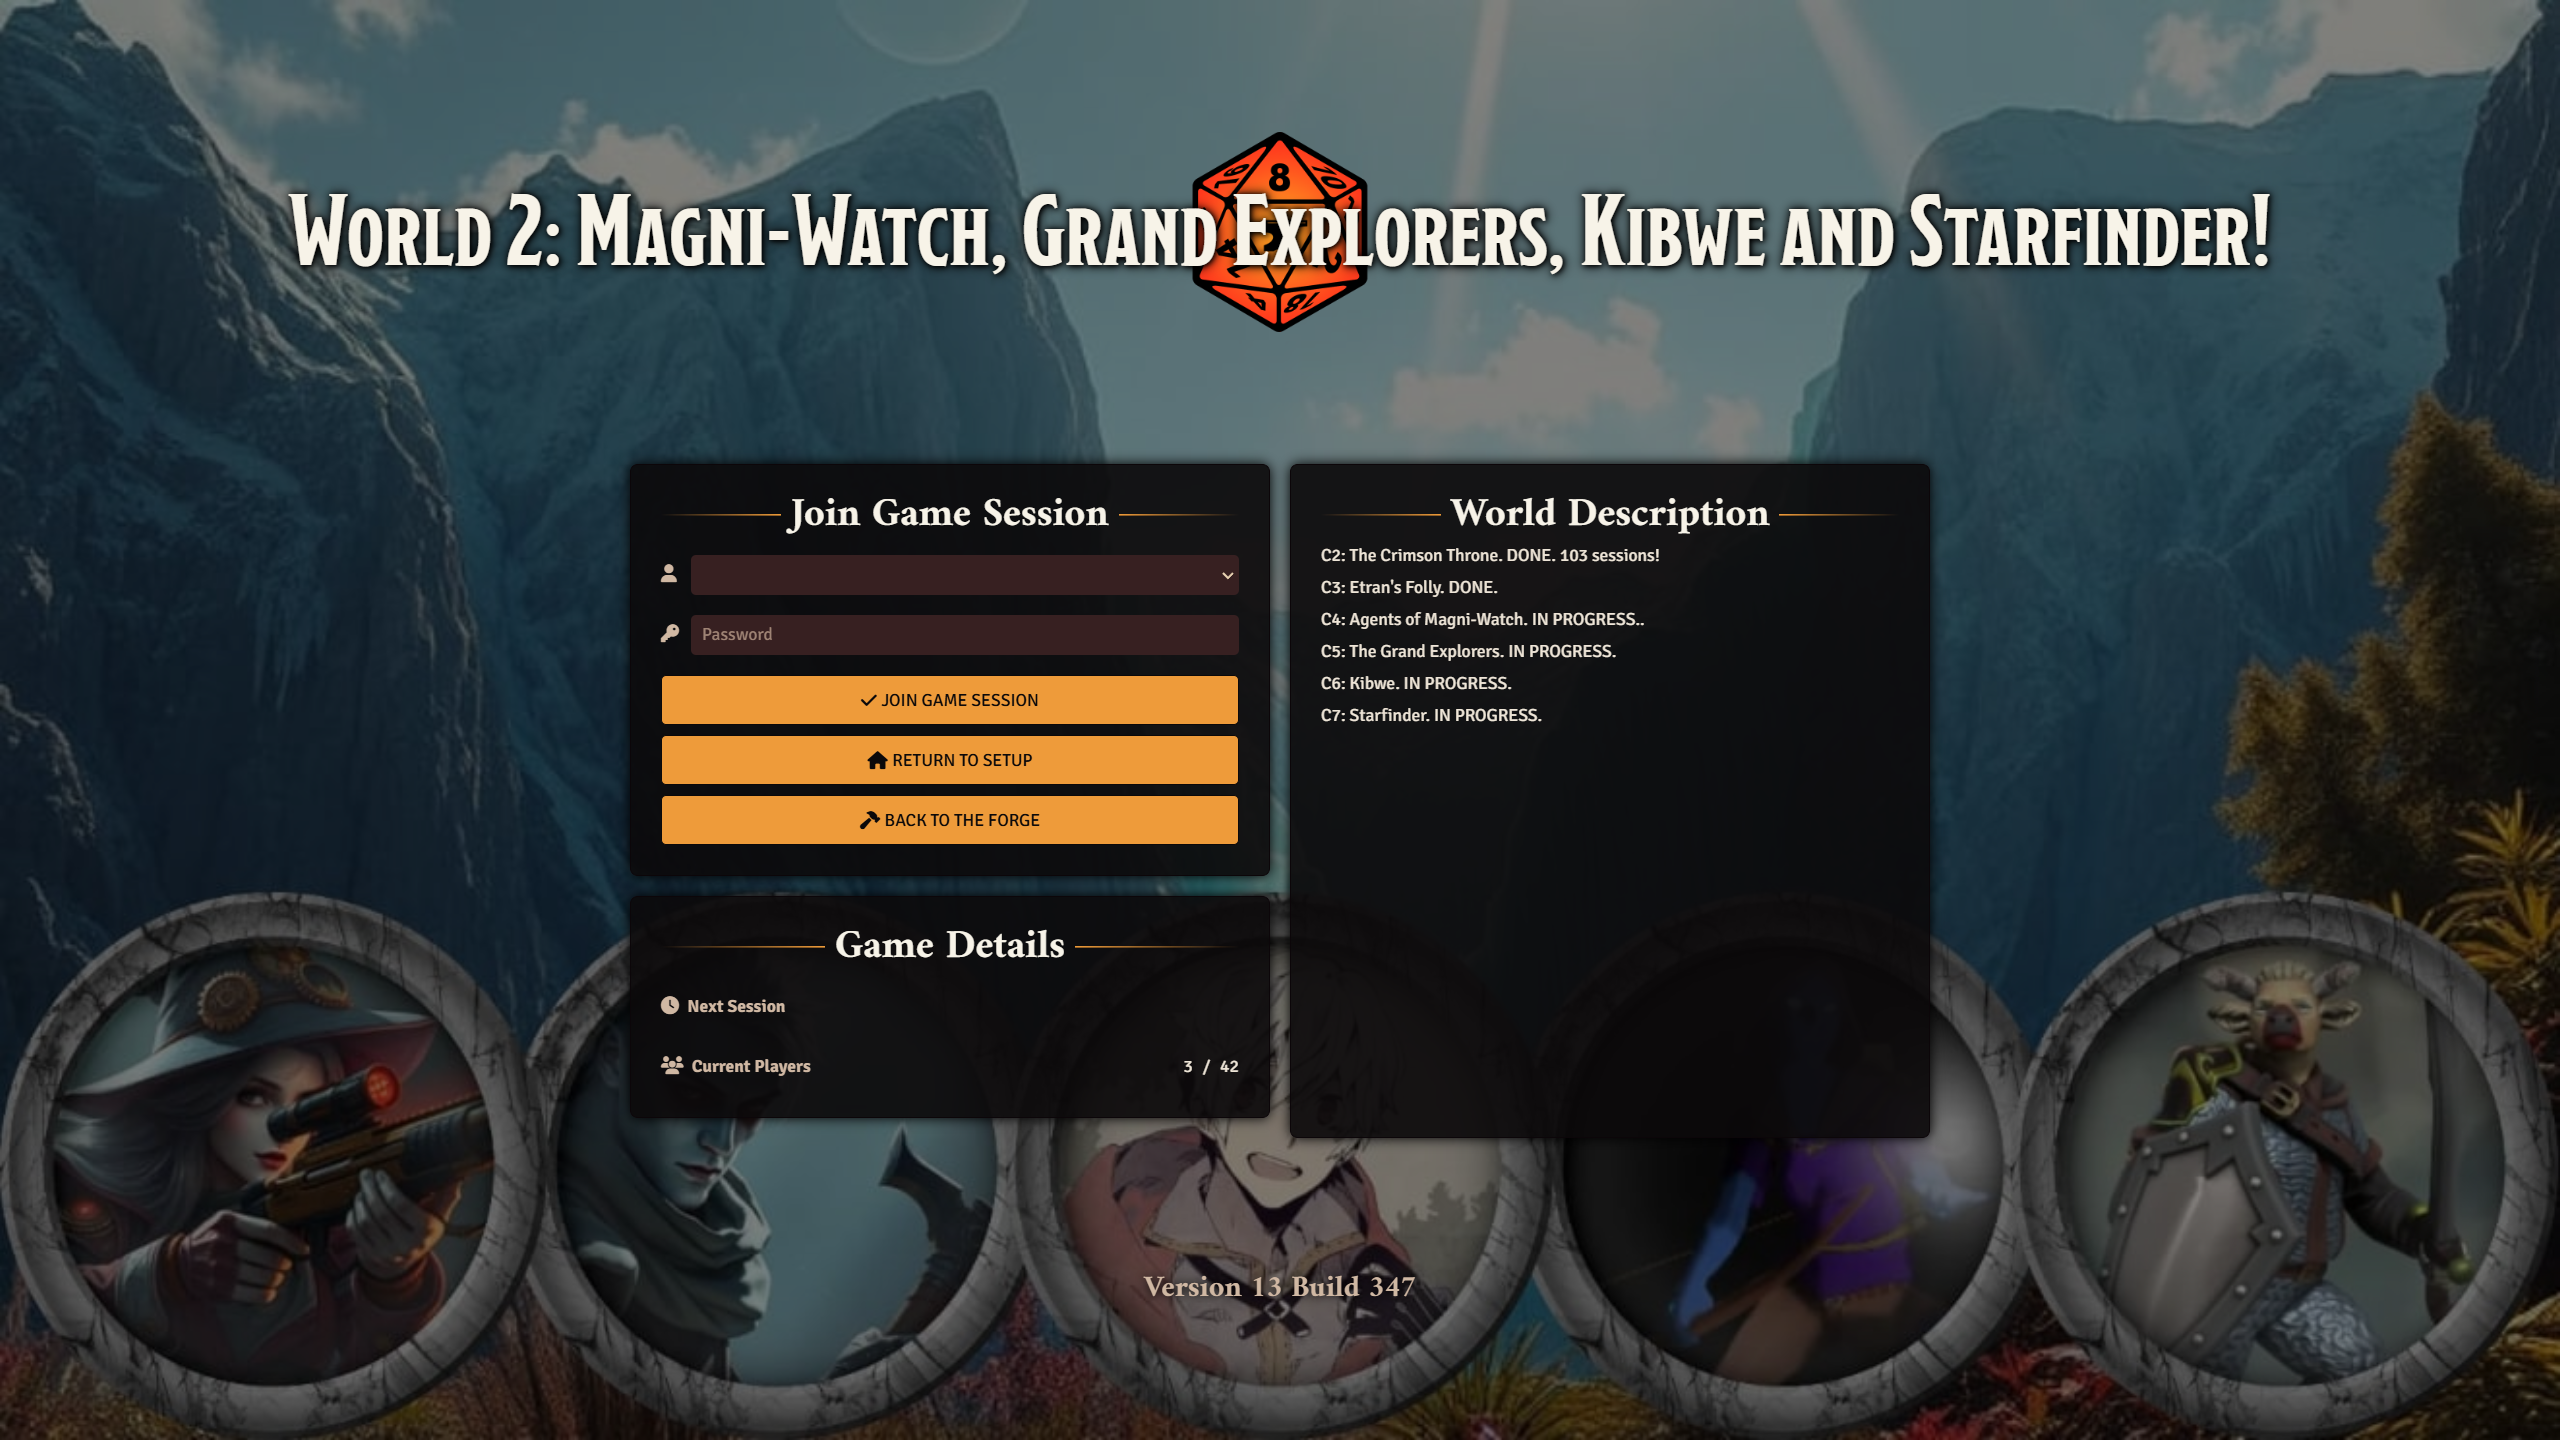 World 2: Magni-Watch, Grand Explorers, Kibwe and Starfinder!
8
Join Game Session
Password
JOIN GAME SESSION
RETURN TO SETUP
BACK TO THE FORGE
Game Details
Next Session
Current Players 3 / 42
World Description
C2: The Crimson Throne. DONE. 103 sessions!
C3: Etran's Folly. DONE.
C4: Agents of Magni-Watch. IN PROGRESS..
C5: The Grand Explorers. IN PROGRESS.
C6: Kibwe. IN PROGRESS.
C7: Starfinder. IN PROGRESS.
Version 13 Build 347